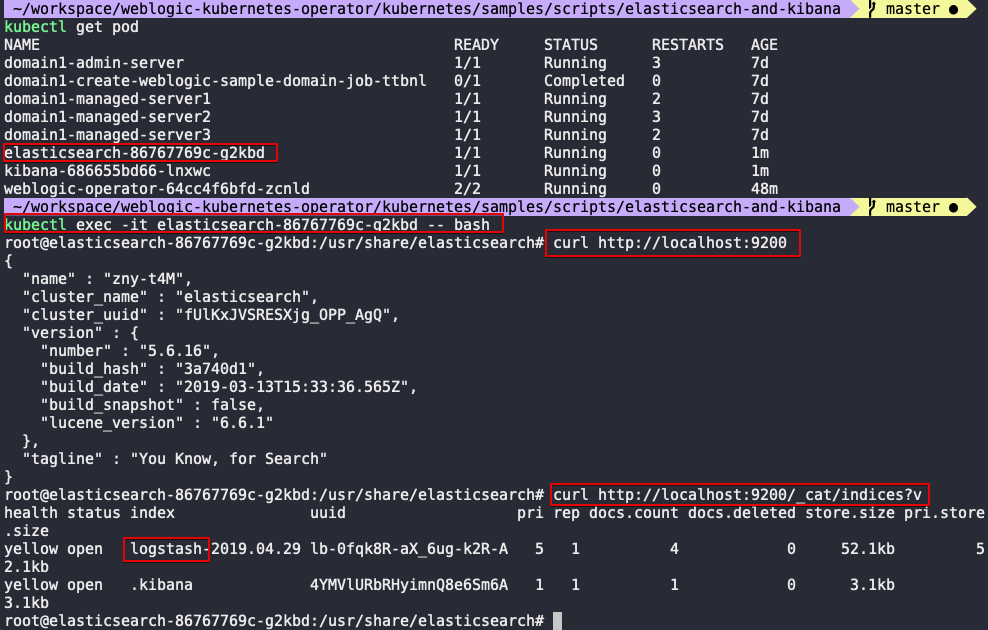 ~/workspace/weblogic-kubernetes-operator/kubernetes/samples/scripts/elasticsearch-and-kibana master ●
kubectl get pod
NAME READY STATUS RESTARTS AGE
domain1-admin-server 1/1 Running 3 7d
domain1-create-weblogic-sample-domain-job-ttbnl 0/1 Completed 0 7d
domain1-managed-server1 1/1 Running 2 7d
domain1-managed-server2 1/1 Running 3 7d
domain1-managed-server3 1/1 Running 2 7d
elasticsearch-86767769c-g2kbd 1/1 Running 0 1m
kibana-686655bd66-lnxwc 1/1 Running 0 1m
weblogic-operator-64cc4f6bfd-zcnld 2/2 Running 0 48m
~/workspace/weblogic-kubernetes-operator/kubernetes/samples/scripts/elasticsearch-and-kibana master ●
kubectl exec -it elasticsearch-86767769c-g2kbd -- bash
root@elasticsearch-86767769c-g2kbd:/usr/share/elasticsearch# curl http://localhost:9200
{
"name" : "zny-t4M",
"cluster_name" : "elasticsearch",
"cluster_uuid" : "fUlKxJVSRESXjg_OPP_AgQ",
"version" : {
"number" : "5.6.16",
"build_hash" : "3a740d1",
"build_date" : "2019-03-13T15:33:36.565Z",
"build_snapshot" : false,
"lucene_version" : "6.6.1"
},
"tagline" : "You Know, for Search"
}
root@elasticsearch-86767769c-g2kbd:/usr/share/elasticsearch# curl http://localhost:9200/_cat/indices?v
health status index uuid pri rep docs.count docs.deleted store.size pri.store
.size
yellow open logstash-2019.04.29 lb-0fqk8R-aX_6ug-k2R-A 5 1 4 0 52.1kb 5
2.1kb
yellow open .kibana 4YMVlURbRHyimnQ8e6Sm6A 1 1 1 0 3.1kb
3.1kb
root@elasticsearch-86767769c-g2kbd:/usr/share/elasticsearch#